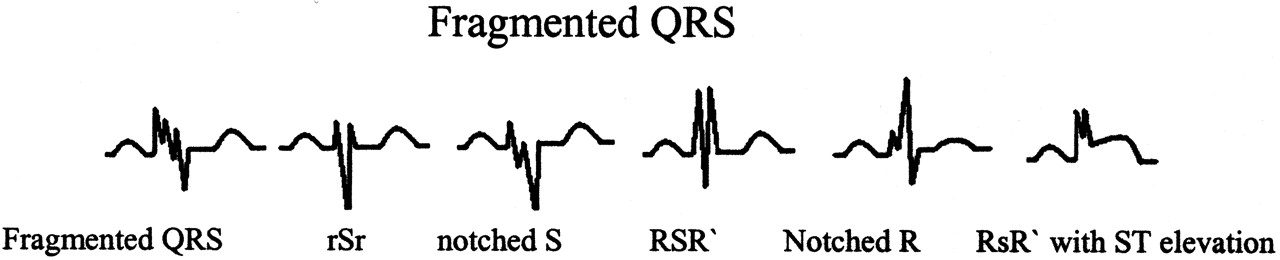 Fragmented QRS
Fragmented QRS rSr notched S RSR` Notched R RsR` with ST elevation